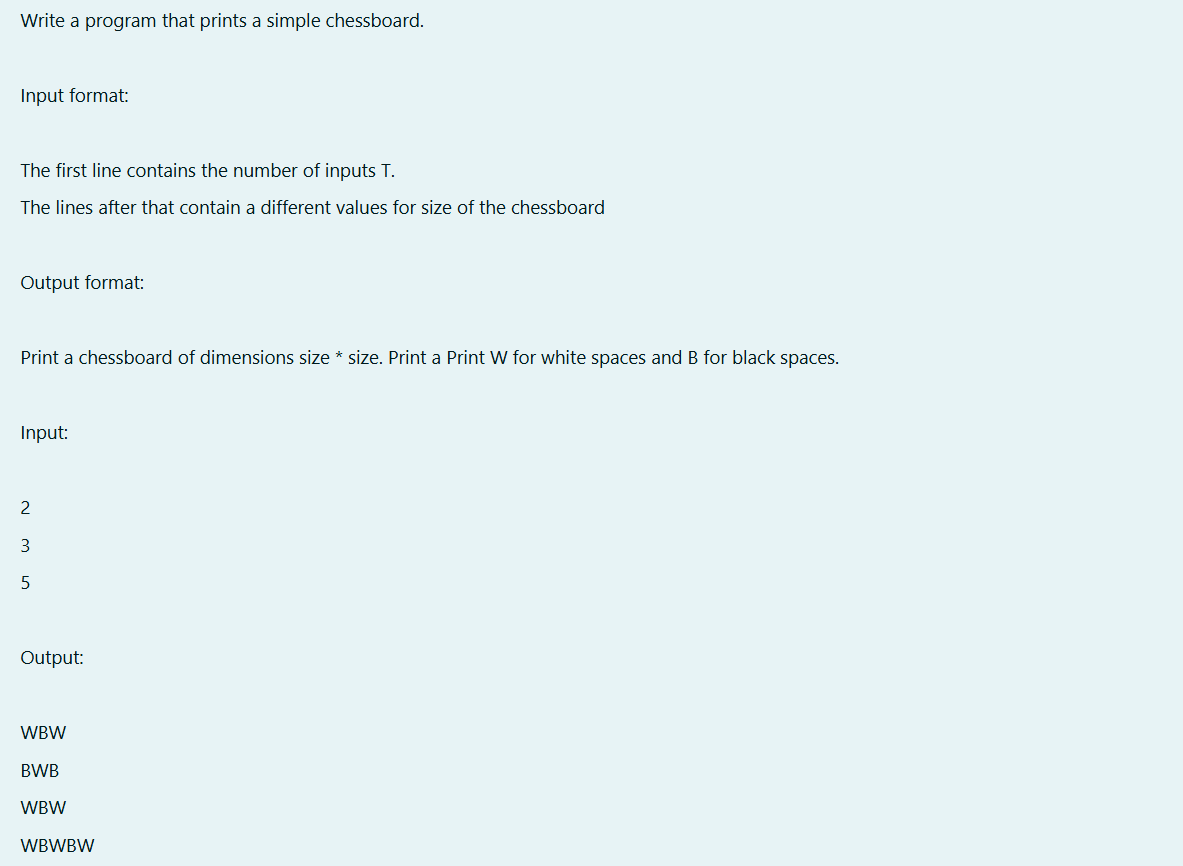 Write a program that prints a simple chessboard.
Input format:
The first line contains the number of inputs T.
The lines after that contain a different values for size of the chessboard
Output format:
Print a chessboard of dimensions size * size. Print a Print W for white spaces and B for black spaces.
Input:
2
3
5
Output:
WBW
BWB
WBW
WBWBW